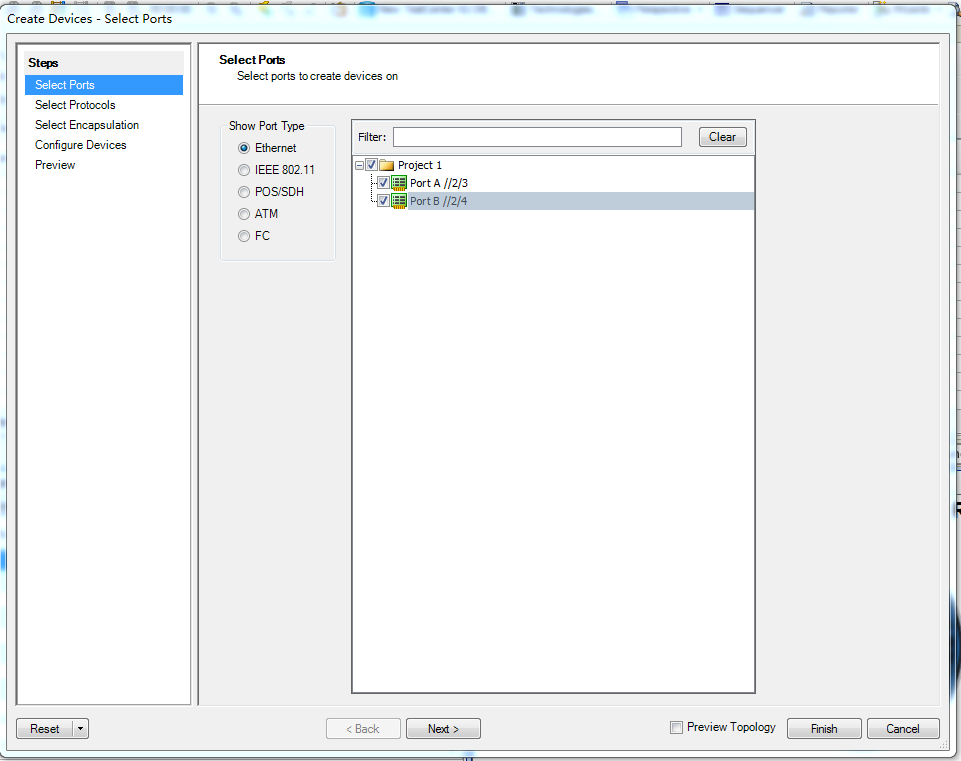 Create Devices - Select Ports
Steps
Select Ports
Select Protocols
Select Encapsulation
Configure Devices
Preview
Select Ports
Select ports to create devices on
Show Port Type
Ethernet
IEEE 802.11
POS/SDH
ATM
FC
Filter:
Clear
Project 1
Port A //2/3
Port B //2/4
Reset
< Back
Next >
Preview Topology
Finish
Cancel